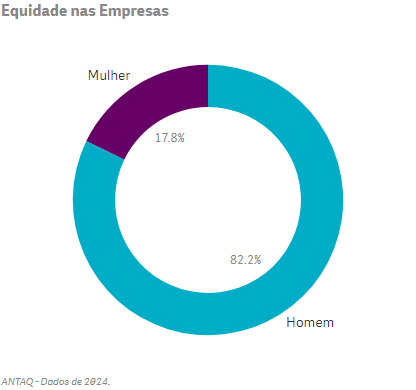 Equidade nas Empresas
Mulher
17.8%
82.2%
Homem
ANTAQ - Dados de 2024.